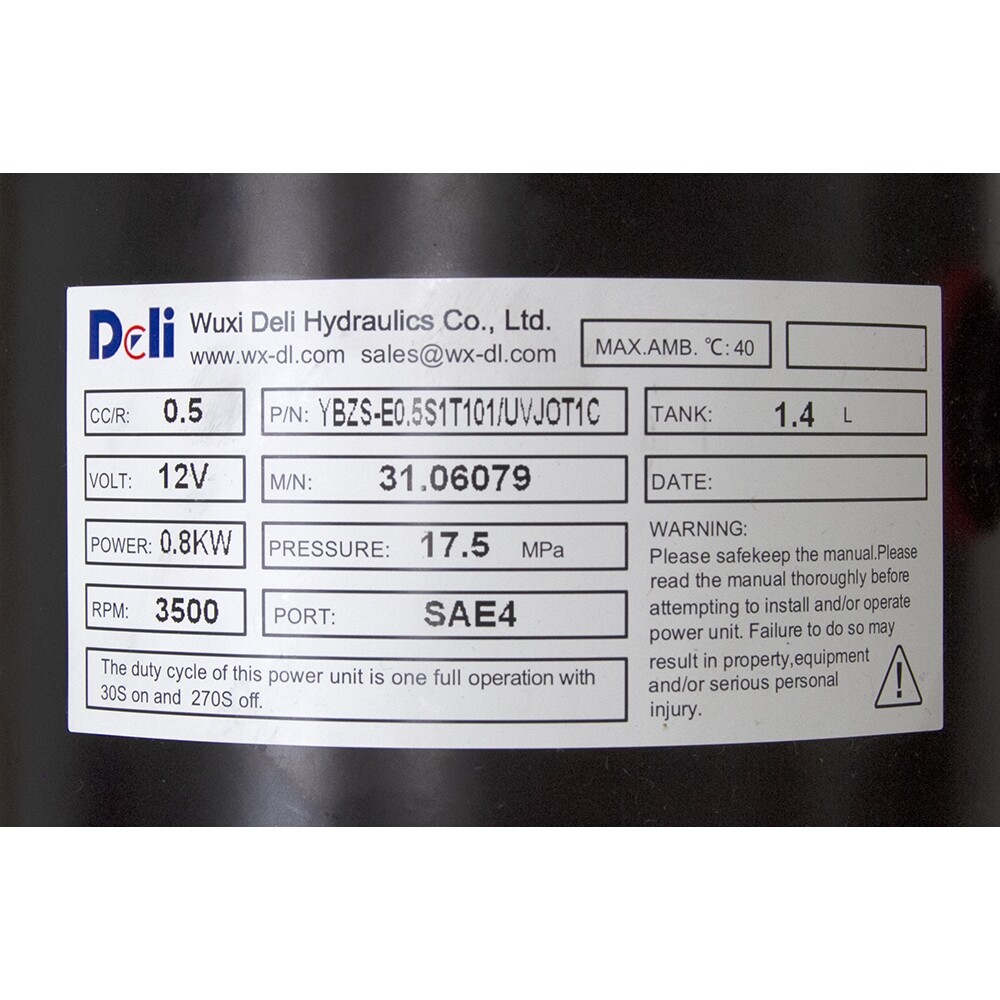 Deli Wuxi Deli Hydraulics Co., Ltd.
www.wx-dl.com sales@wx-dl.com
MAX.AMB. ℃: 40
CC/R: 0.5
P/N: YBZS-E0.5S1T101/UVJOT1C
TANK: 1.4 L
VOLT: 12V
M/N: 31.06079
DATE:
POWER: 0.8KW
PRESSURE: 17.5 MPa
RPM: 3500
PORT: SAE4
The duty cycle of this power unit is one full operation with
30S on and 270S off.
WARNING:
Please safekeep the manual.Please
read the manual thoroughly before
attempting to install and/or operate
power unit. Failure to do so may
result in property,equipment
and/or serious personal
injury.
!